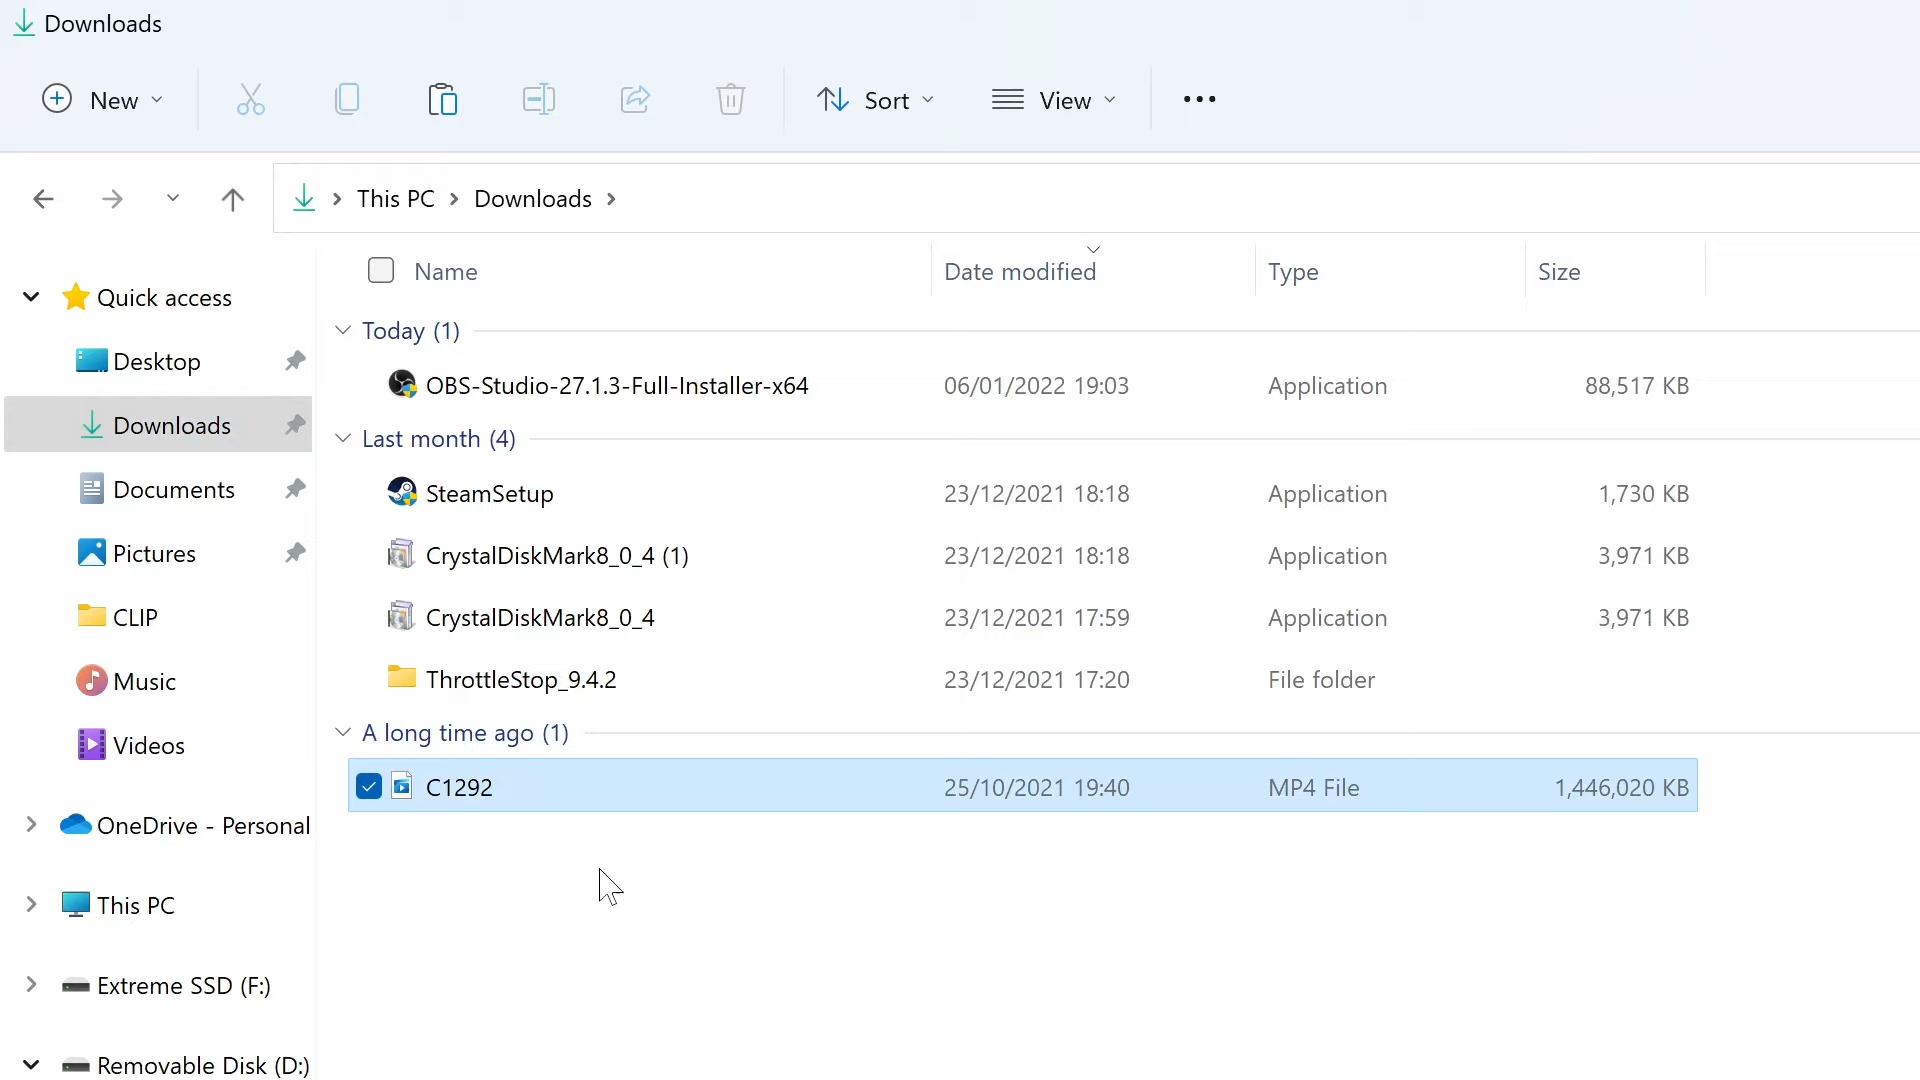 Downloads
New Sort View
This PC Downloads
Name Date modified Type Size
Quick access
Desktop
Downloads
Documents
Pictures
CLIP
Music
Videos
OneDrive - Personal
This PC
Extreme SSD (F:)
Removable Disk (D:)
Today (1)
OBS-Studio-27.1.3-Full-Installer-x64 06/01/2022 19:03 Application 88,517 KB
Last month (4)
SteamSetup 23/12/2021 18:18 Application 1,730 KB
CrystalDiskMark8_0_4 (1) 23/12/2021 18:18 Application 3,971 KB
CrystalDiskMark8_0_4 23/12/2021 17:59 Application 3,971 KB
ThrottleStop_9.4.2 23/12/2021 17:20 File folder
A long time ago (1)
C1292 25/10/2021 19:40 MP4 File 1,446,020 KB